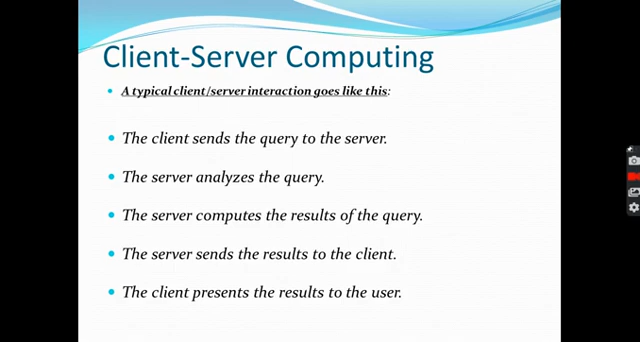 Client-Server Computing
A typical client/server interaction goes like this:
The client sends the query to the server.
The server analyzes the query.
The server computes the results of the query.
The server sends the results to the client.
The client presents the results to the user.